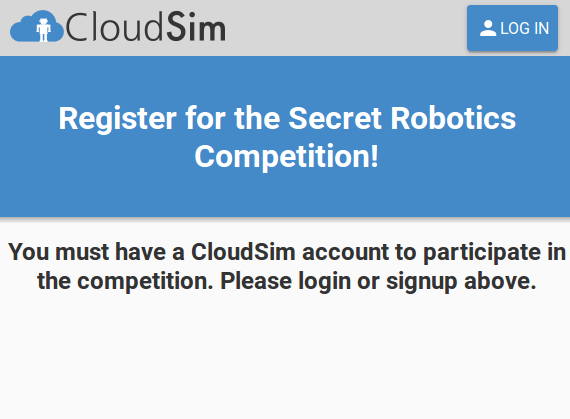 CloudSim
LOG IN
Register for the Secret Robotics
Competition!
You must have a CloudSim account to participate in
the competition. Please login or signup above.